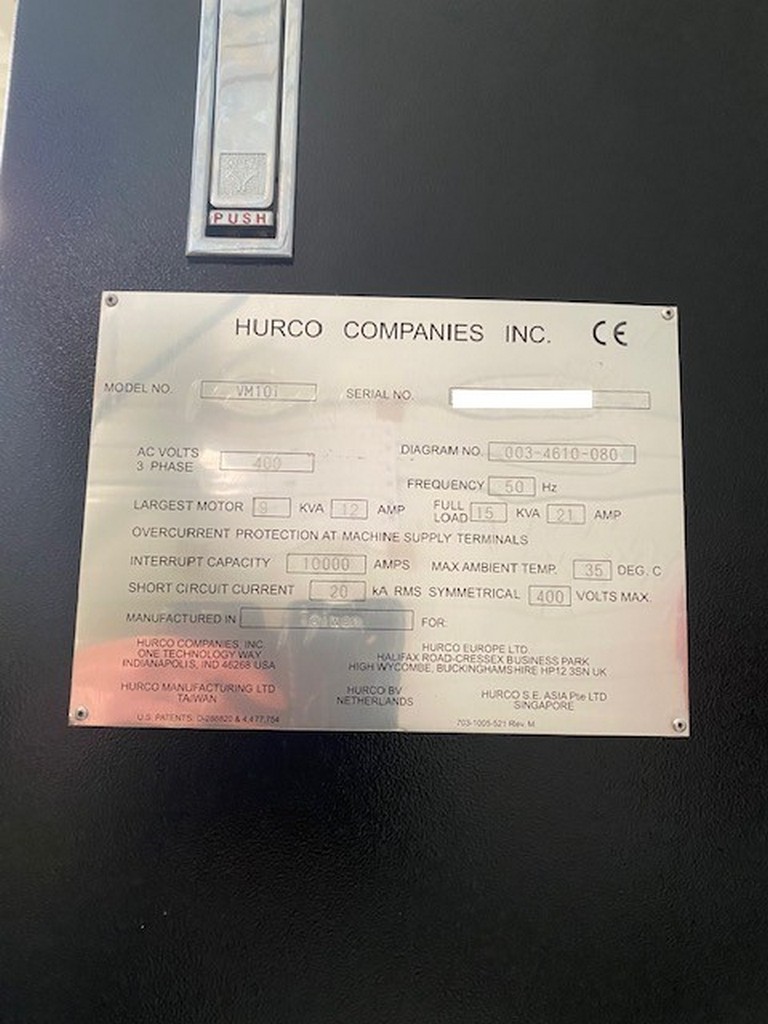 PUSH
HURCO COMPANIES INC. CE
MODEL NO. VM10i SERIAL NO.
AC VOLTS 3 PHASE 400 DIAGRAM NO. 003-4610-080
FREQUENCY 50 Hz
LARGEST MOTOR 9 KVA 12 AMP FULL LOAD 15 KVA 21 AMP
OVERCURRENT PROTECTION AT MACHINE SUPPLY TERMINALS
INTERRUPT CAPACITY 10000 AMPS MAX AMBIENT TEMP. 35 DEG. C
SHORT CIRCUIT CURRENT 20 kA RMS SYMMETRICAL 400 VOLTS MAX.
MANUFACTURED IN FOR:
HURCO COMPANIES, INC.
ONE TECHNOLOGY WAY
INDIANAPOLIS, IND 46268 USA
HURCO EUROPE LTD.
HALIFAX ROAD-CRESSEX BUSINESS PARK
HIGH WYCOMBE, BUCKINGHAMSHIRE HP12 3SN UK
HURCO MANUFACTURING LTD
TAIWAN
HURCO BV
NETHERLANDS
HURCO S.E. ASIA Pte LTD
SINGAPORE
U.S. PATENTS: & 4,477,754
703-1005-521 Rev. M